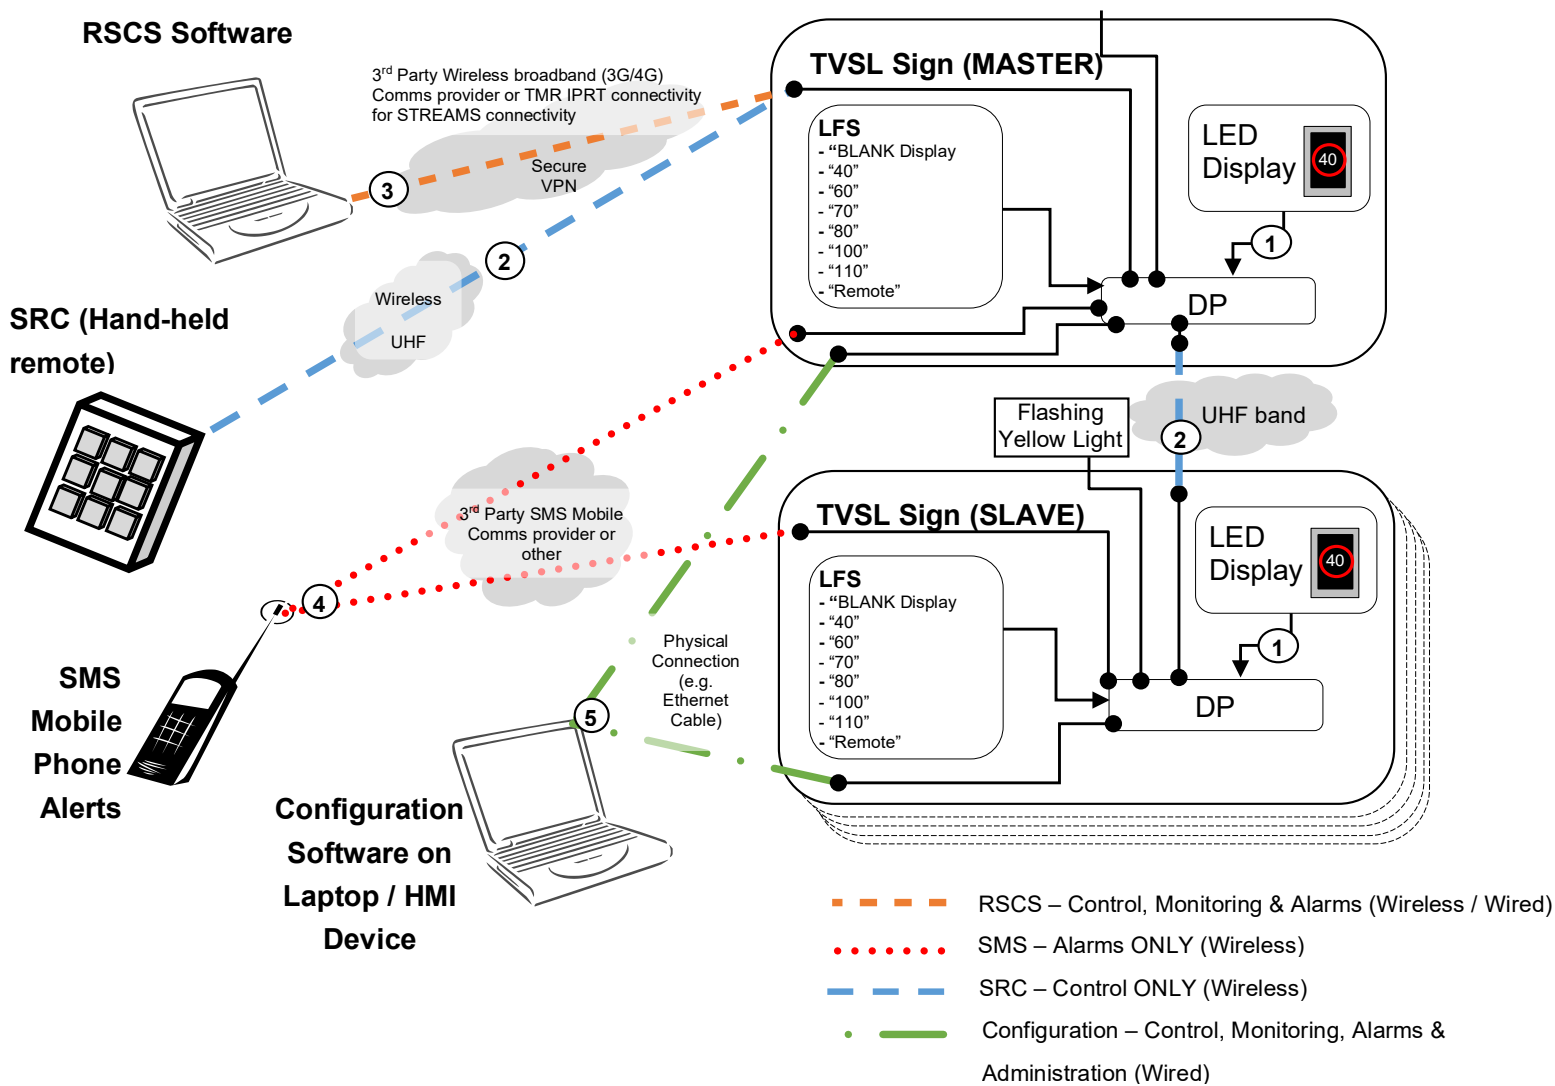 RSCS Software
3rd Party Wireless broadband (3G/4G)
Comms provider or TMR IPRT connectivity
for STREAMS connectivity
Secure
VPN
3
2
Wireless
UHF
SRC (Hand-held
remote)
TVSL Sign (MASTER)
LFS
- “BLANK Display
- “40”
- “60”
- “70”
- “80”
- “100”
- “110”
- “Remote”
LED
Display
40
1
DP
Flashing
Yellow Light
UHF band
2
3rd Party SMS Mobile
Comms provider or
other
4
SMS
Mobile
Phone
Alerts
TVSL Sign (SLAVE)
LFS
- “BLANK Display
- “40”
- “60”
- “70”
- “80”
- “100”
- “110”
- “Remote”
LED
Display
40
1
DP
Physical
Connection
(e.g.
Ethernet
Cable)
5
Configuration
Software on
Laptop / HMI
Device
RSCS – Control, Monitoring & Alarms (Wireless / Wired)
SMS – Alarms ONLY (Wireless)
SRC – Control ONLY (Wireless)
Configuration – Control, Monitoring, Alarms &
Administration (Wired)